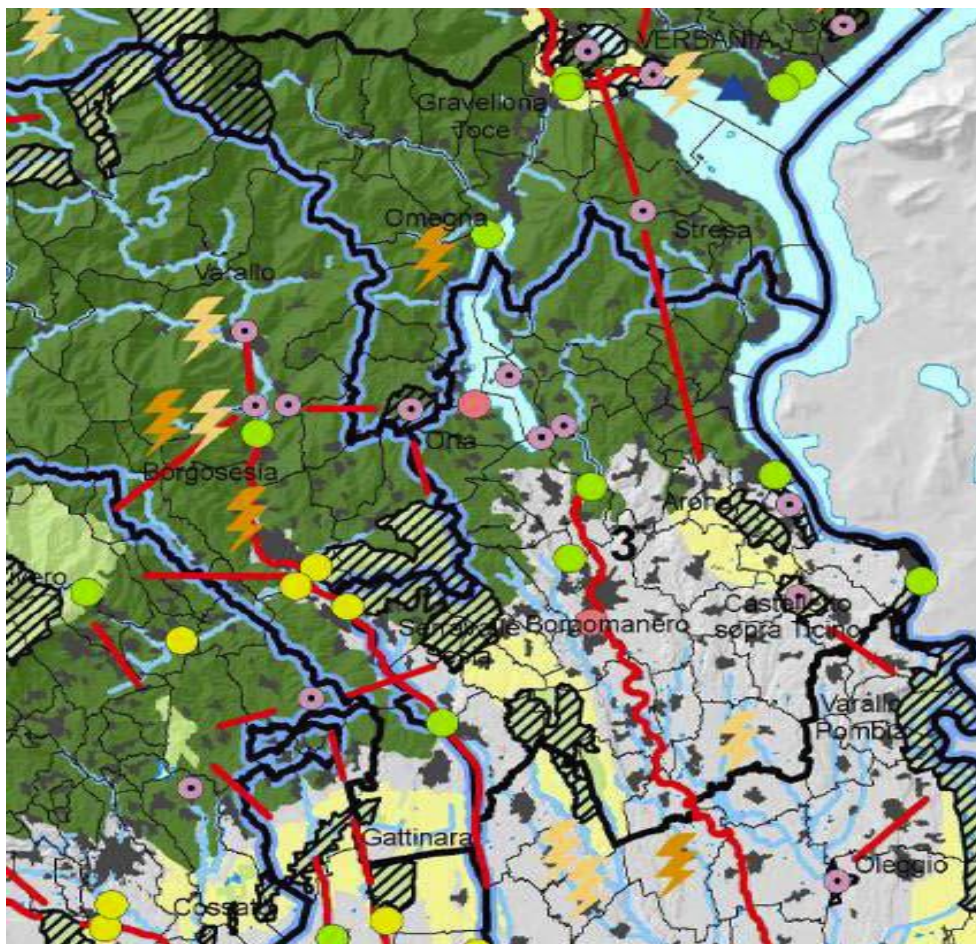 VERBANIA
Gravellona
Toce
Omegna
Stresa
Varallo
Orta
Borgosesia
Arona
3
Borgomanero
Castelletto
sopra Ticino
Serravalle
Varallo
Pombia
Gattinara
Oleggio
Cossato